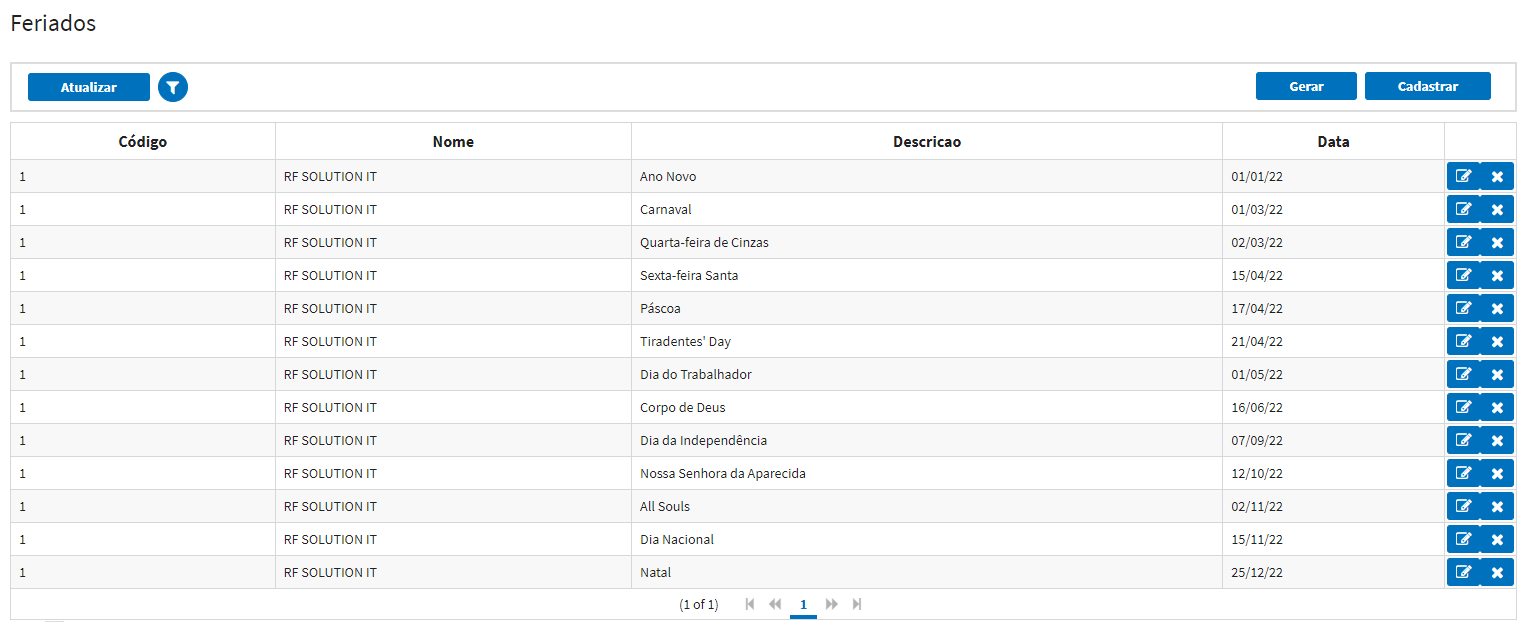 Feriados
Atualizar Gerar Cadastrar
Código Nome Descricao Data
1 RF SOLUTION IT Ano Novo 01/01/22
1 RF SOLUTION IT Carnaval 01/03/22
1 RF SOLUTION IT Quarta-feira de Cinzas 02/03/22
1 RF SOLUTION IT Sexta-feira Santa 15/04/22
1 RF SOLUTION IT Páscoa 17/04/22
1 RF SOLUTION IT Tiradentes' Day 21/04/22
1 RF SOLUTION IT Dia do Trabalhador 01/05/22
1 RF SOLUTION IT Corpo de Deus 16/06/22
1 RF SOLUTION IT Dia da Independência 07/09/22
1 RF SOLUTION IT Nossa Senhora da Aparecida 12/10/22
1 RF SOLUTION IT All Souls 02/11/22
1 RF SOLUTION IT Dia Nacional 15/11/22
1 RF SOLUTION IT Natal 25/12/22
(1 of 1) 1